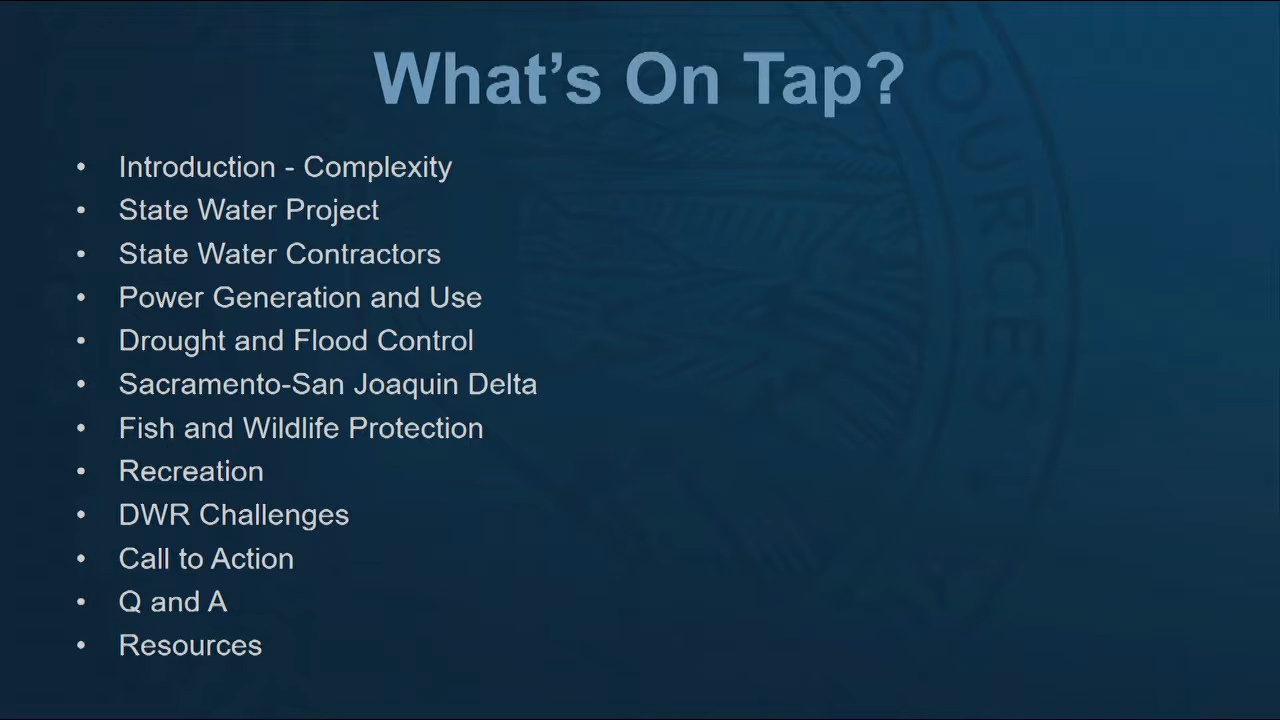 What's On Tap?
• Introduction - Complexity
• State Water Project
• State Water Contractors
• Power Generation and Use
• Drought and Flood Control
• Sacramento-San Joaquin Delta
• Fish and Wildlife Protection
• Recreation
• DWR Challenges
• Call to Action
• Q and A
• Resources
SOURCES